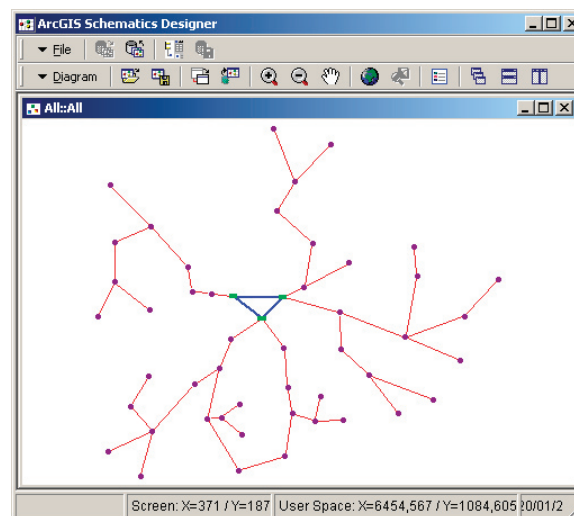 ArcGIS Schematics Designer
File
Diagram
All::All
Screen: X=371 / Y=187 User Space: X=6454,567 / Y=1084,605 20/01/2